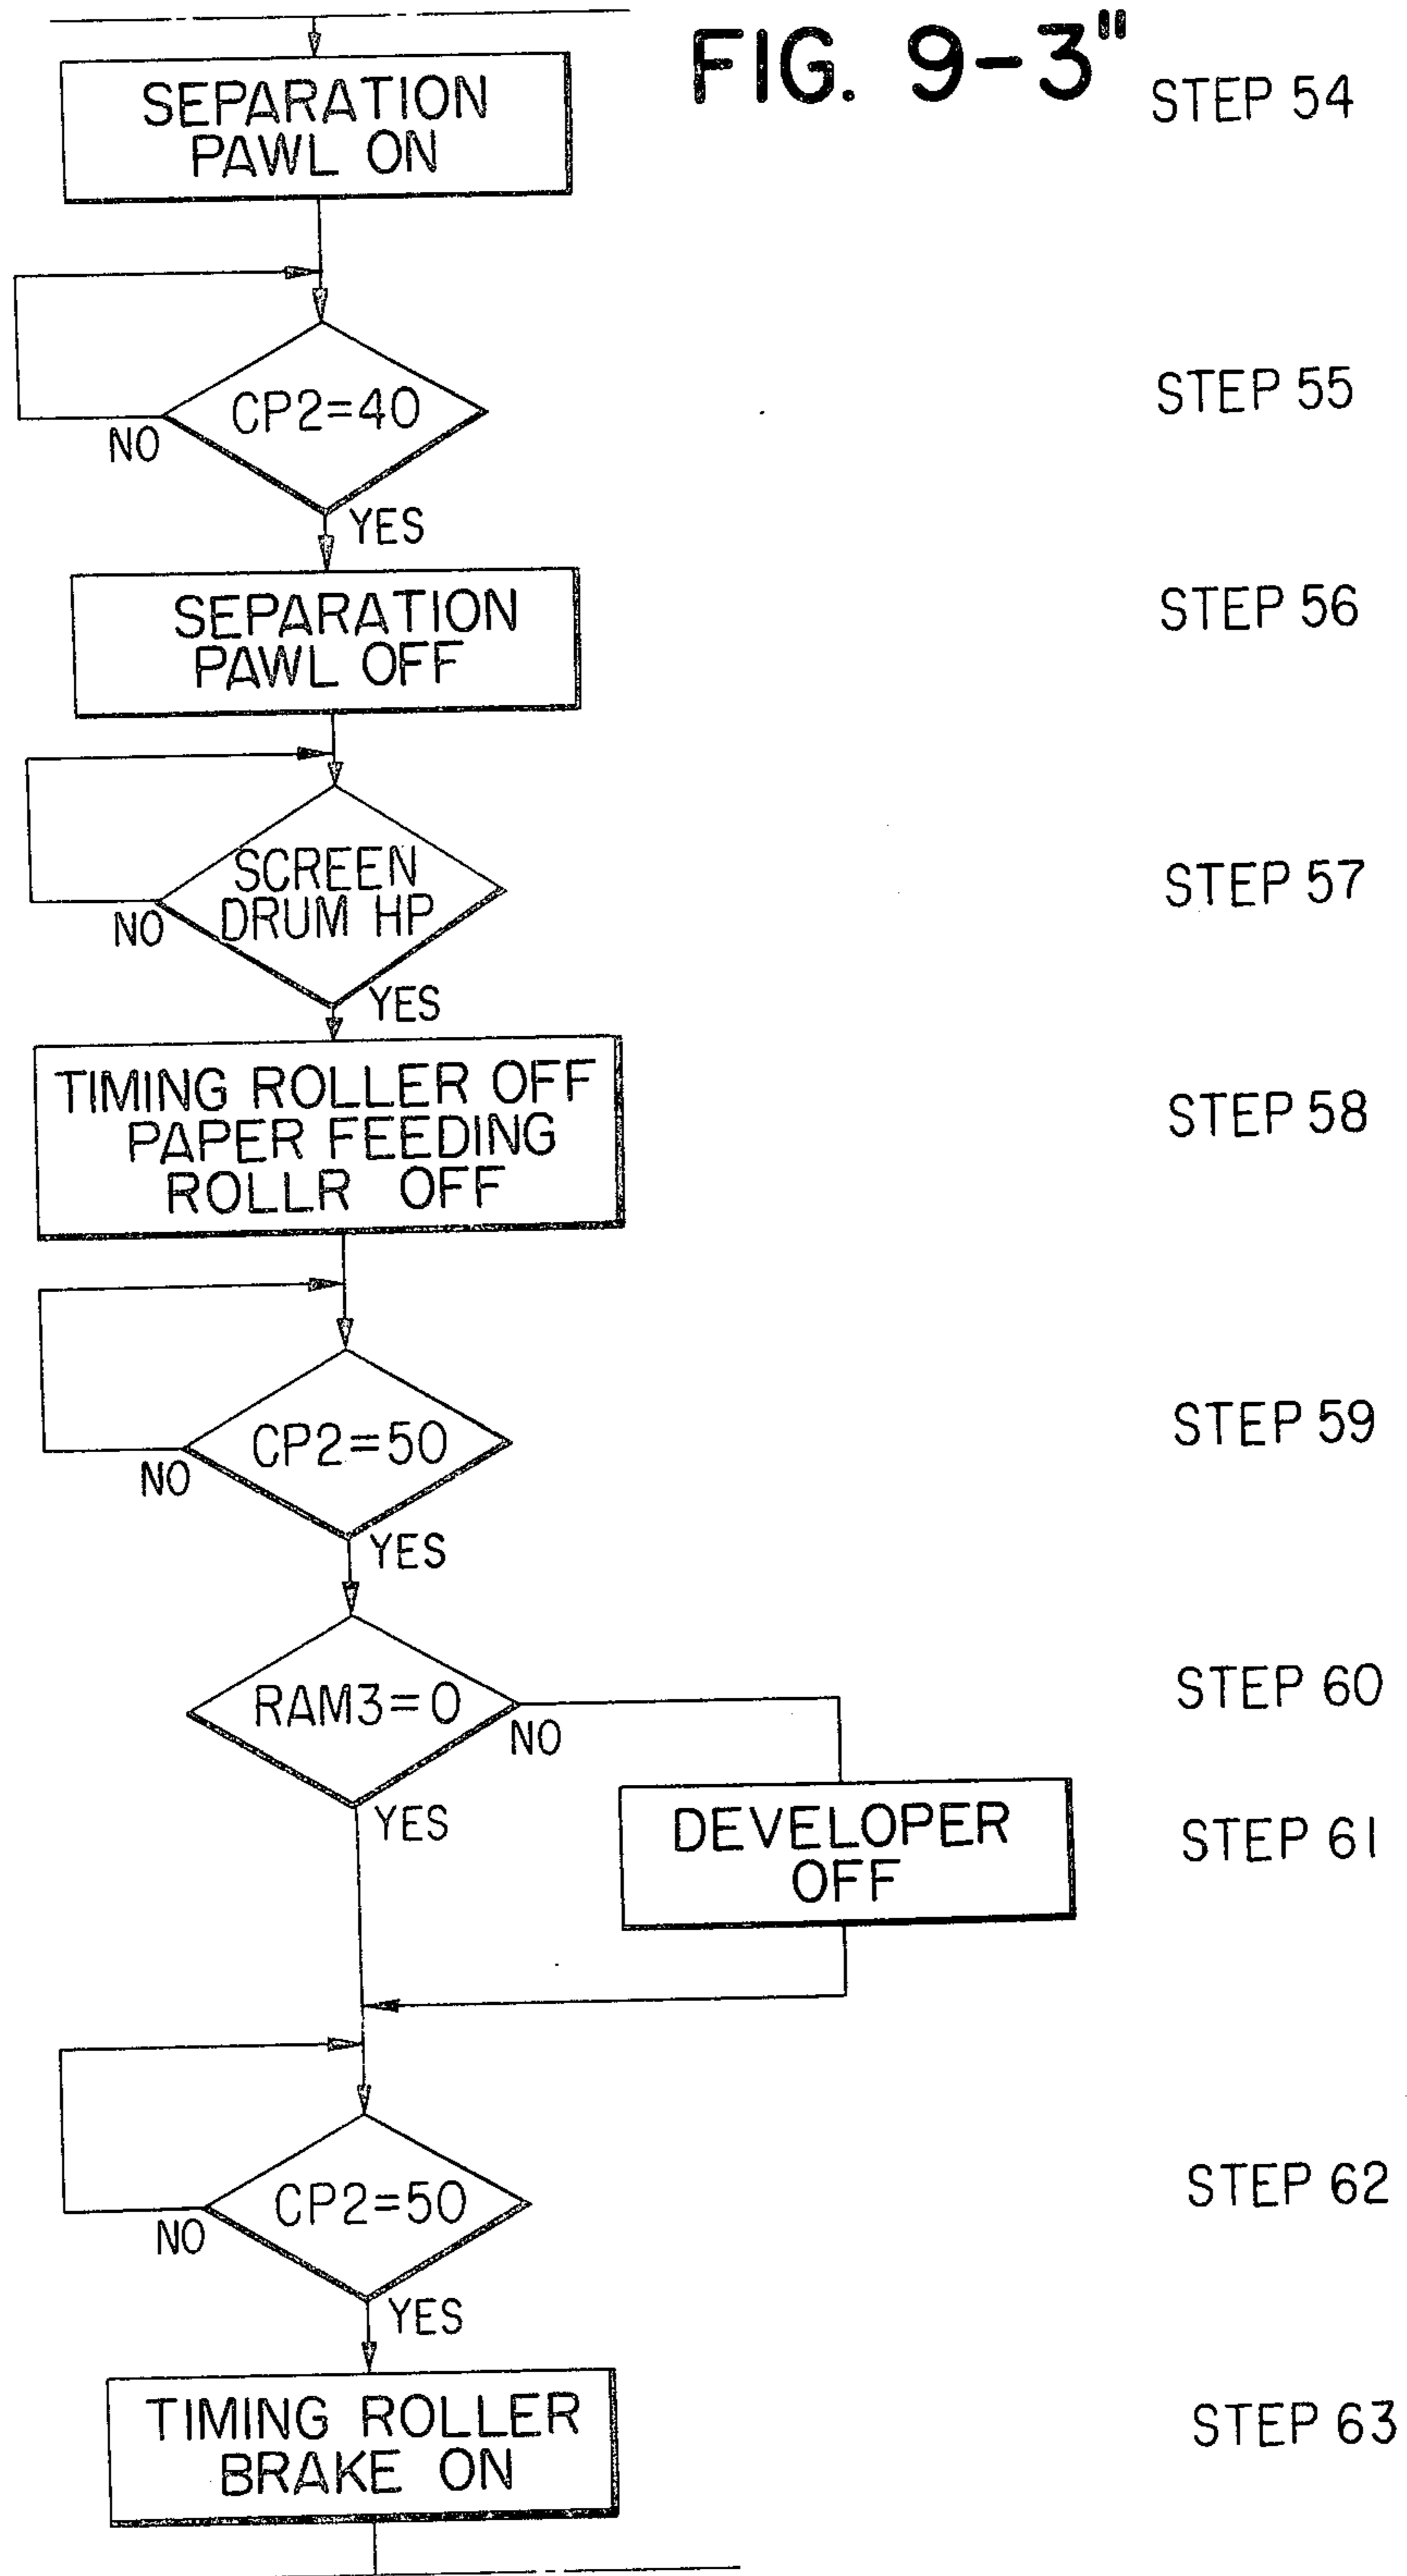 FIG. 9-3"
SEPARATION
PAWL ON
STEP 54
CP2=40
NO
YES
STEP 55
SEPARATION
PAWL OFF
STEP 56
SCREEN
DRUM HP
NO
YES
STEP 57
TIMING ROLLER OFF
PAPER FEEDING
ROLLR OFF
STEP 58
CP2=50
NO
YES
STEP 59
RAM3=0
NO
YES
STEP 60
DEVELOPER
OFF
STEP 61
CP2=50
NO
YES
STEP 62
TIMING ROLLER
BRAKE ON
STEP 63